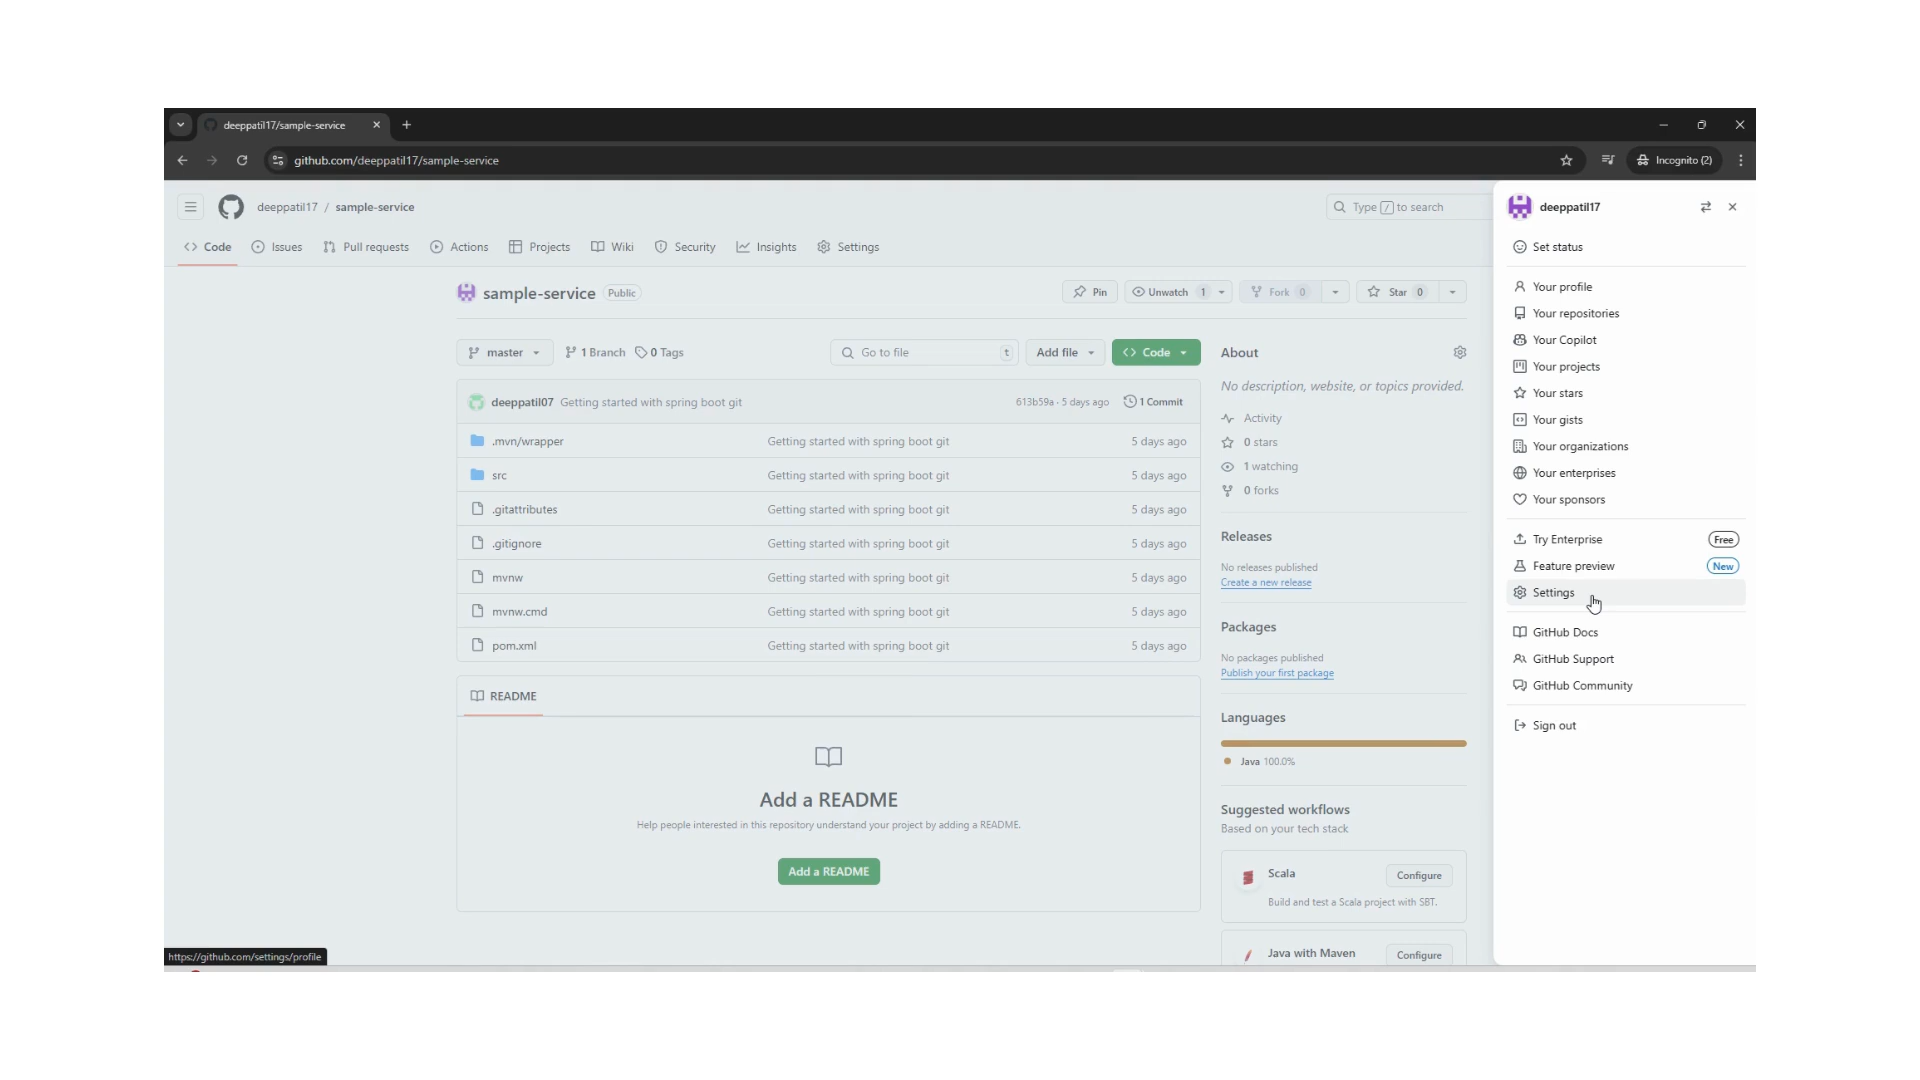 deeppatil17/sample-service
github.com/deeppatil17/sample-service
Incognito (2)
deeppatil17 / sample-service
Type / to search
Code
Issues
Pull requests
Actions
Projects
Wiki
Security
Insights
Settings
sample-service Public
Pin
Unwatch 1
Fork 0
Star 0
master
1 Branch
0 Tags
Go to file
t
Add file
Code
deeppatil07 Getting started with spring boot git 613b59a · 5 days ago 1 Commit
.mvn/wrapper Getting started with spring boot git 5 days ago
src Getting started with spring boot git 5 days ago
.gitattributes Getting started with spring boot git 5 days ago
.gitignore Getting started with spring boot git 5 days ago
mvnw Getting started with spring boot git 5 days ago
mvnw.cmd Getting started with spring boot git 5 days ago
pom.xml Getting started with spring boot git 5 days ago
README
Add a README
Help people interested in this repository understand your project by adding a README.
Add a README
About
No description, website, or topics provided.
Activity
0 stars
1 watching
0 forks
Releases
No releases published
Create a new release
Packages
No packages published
Publish your first package
Languages
Java 100.0%
Suggested workflows
Based on your tech stack
Scala
Configure
Build and test a Scala project with SBT.
Java with Maven
Configure
deeppatil17
Set status
Your profile
Your repositories
Your Copilot
Your projects
Your stars
Your gists
Your organizations
Your enterprises
Your sponsors
Try Enterprise Free
Feature preview New
Settings
GitHub Docs
GitHub Support
GitHub Community
Sign out
https://github.com/settings/profile